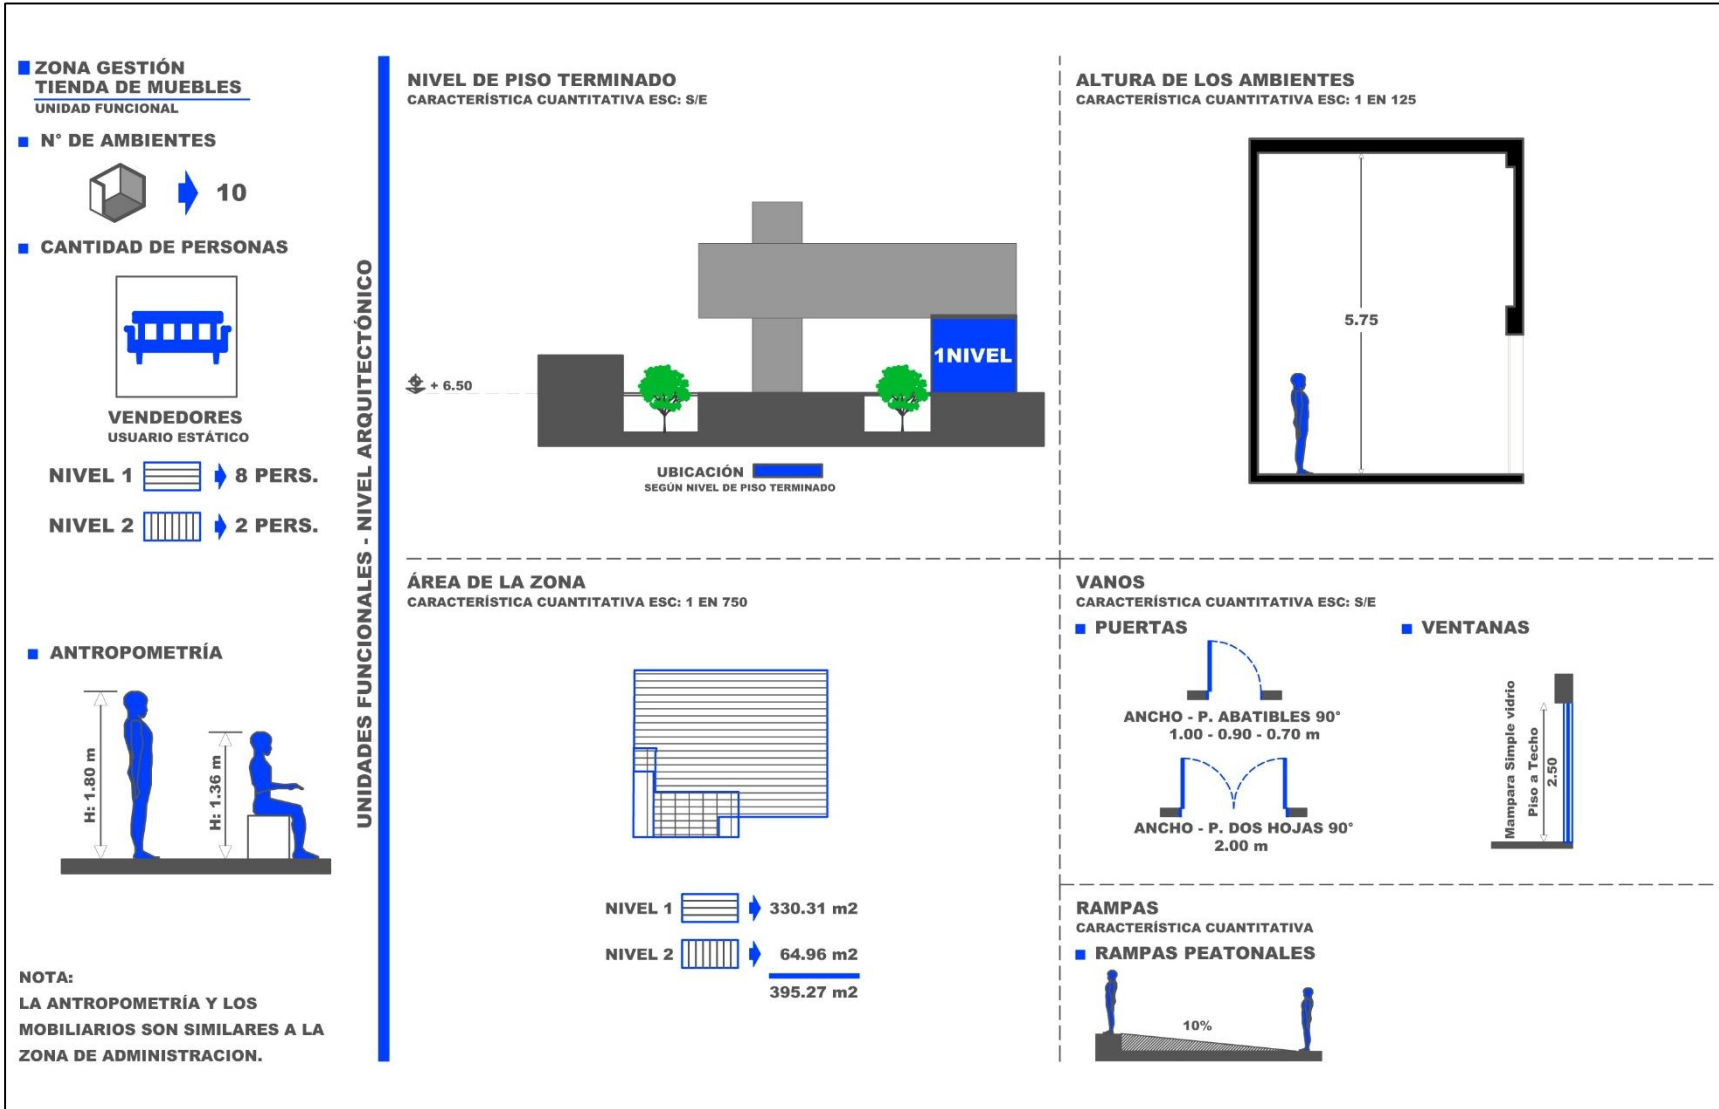 ZONA GESTIÓN
TIENDA DE MUEBLES
UNIDAD FUNCIONAL
N° DE AMBIENTES
10
CANTIDAD DE PERSONAS
VENDEDORES
USUARIO ESTÁTICO
NIVEL 1 8 PERS.
NIVEL 2 2 PERS.
ANTROPOMETRÍA
H: 1.80 m
H: 1.36 m
NOTA:
LA ANTROPOMETRÍA Y LOS
MOBILIARIOS SON SIMILARES A LA
ZONA DE ADMINISTRACION.
UNIDADES FUNCIONALES - NIVEL ARQUITECTÓNICO
NIVEL DE PISO TERMINADO
CARACTERÍSTICA CUANTITATIVA ESC: S/E
+ 6.50
1NIVEL
UBICACIÓN
SEGÚN NIVEL DE PISO TERMINADO
ALTURA DE LOS AMBIENTES
CARACTERÍSTICA CUANTITATIVA ESC: 1 EN 125
5.75
ÁREA DE LA ZONA
CARACTERÍSTICA CUANTITATIVA ESC: 1 EN 750
NIVEL 1 330.31 m2
NIVEL 2 64.96 m2
395.27 m2
VANOS
CARACTERÍSTICA CUANTITATIVA ESC: S/E
PUERTAS
ANCHO - P. ABATIBLES 90°
1.00 - 0.90 - 0.70 m
ANCHO - P. DOS HOJAS 90°
2.00 m
VENTANAS
Mampara Simple vidrio
Piso a Techo
2.50
RAMPAS
CARACTERÍSTICA CUANTITATIVA
RAMPAS PEATONALES
10%